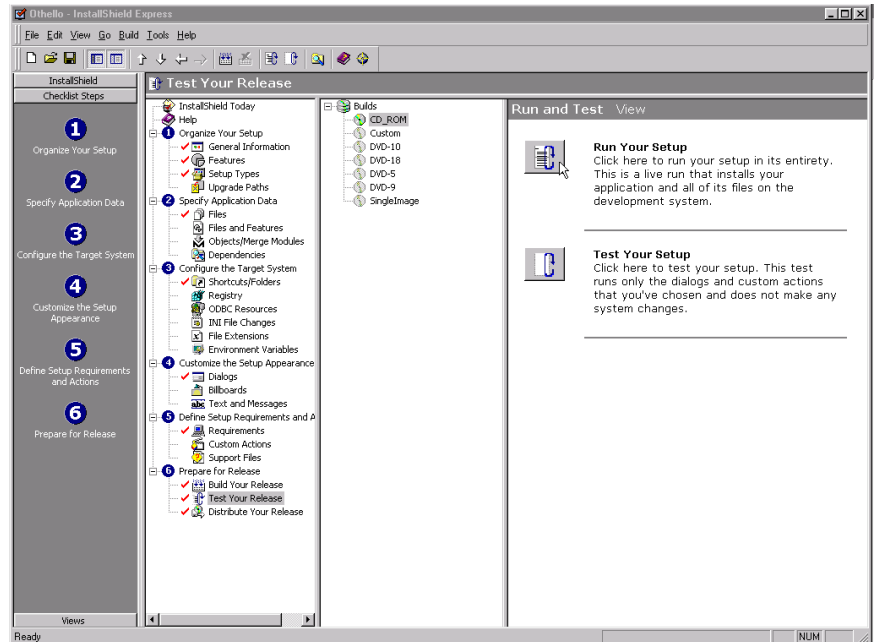 Othello - InstallShield Express
File Edit View Go Build Tools Help
InstallShield
Checklist Steps
1
Organize Your Setup
2
Specify Application Data
3
Configure the Target System
4
Customize the Setup
Appearance
5
Define Setup Requirements
and Actions
6
Prepare for Release
Views
Test Your Release
InstallShield Today
Help
1 Organize Your Setup
General Information
Features
Setup Types
Upgrade Paths
2 Specify Application Data
Files
Files and Features
Objects/Merge Modules
Dependencies
3 Configure the Target System
Shortcuts/Folders
Registry
ODBC Resources
INI File Changes
File Extensions
Environment Variables
4 Customize the Setup Appearance
Dialogs
Billboards
abc Text and Messages
5 Define Setup Requirements and A
Requirements
Custom Actions
Support Files
6 Prepare for Release
Build Your Release
Test Your Release
Distribute Your Release
Builds
CD_ROM
Custom
DVD-10
DVD-18
DVD-5
DVD-9
SingleImage
Run and Test View
Run Your Setup
Click here to run your setup in its entirety.
This is a live run that installs your
application and all of its files on the
development system.
Test Your Setup
Click here to test your setup. This test
runs only the dialogs and custom actions
that you've chosen and does not make any
system changes.
Ready
NUM